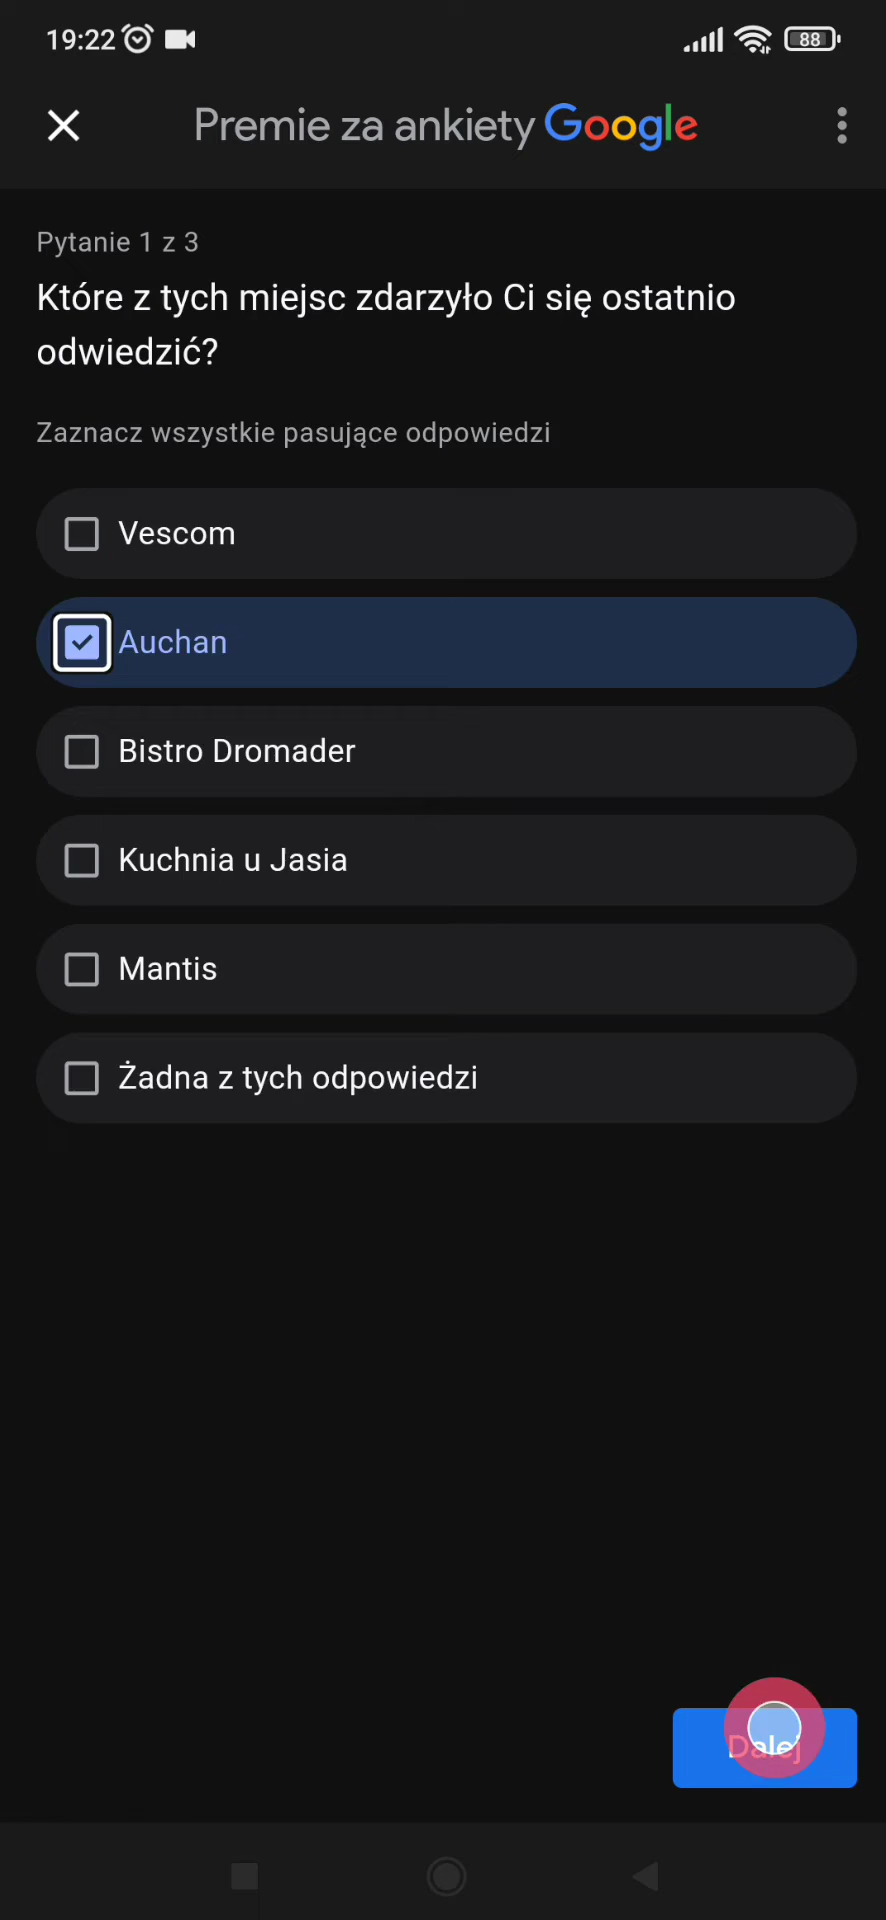 19:22
88
Premie za ankiety Google
Pytanie 1 z 3
Które z tych miejsc zdarzyło Ci się ostatnio
odwiedzić?
Zaznacz wszystkie pasujące odpowiedzi
Vescom
Auchan
Bistro Dromader
Kuchnia u Jasia
Mantis
Żadna z tych odpowiedzi
Dalej